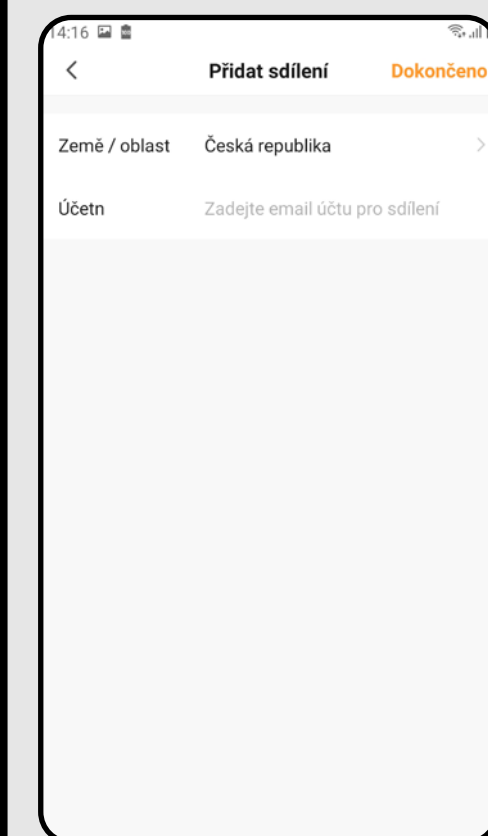 14:16
Přidat sdílení Dokončeno
Země / oblast Česká republika
Účetn Zadejte email účtu pro sdílení